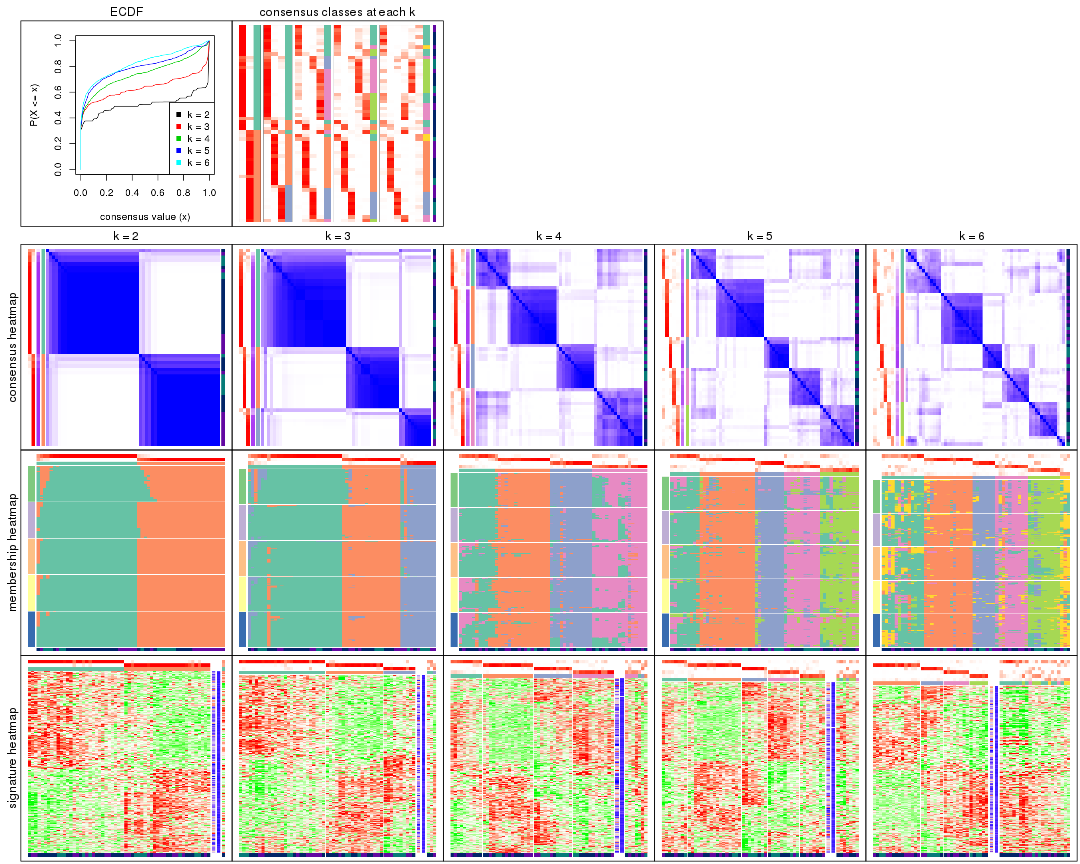 ECDF
consensus classes at each k
P(X <= x)
0.0
0.2
0.4
0.6
0.8
1.0
k = 2
k = 3
k = 4
k = 5
k = 6
0.0 0.2 0.4 0.6 0.8 1.0
consensus value (x)
k = 2
k = 3
k = 4
k = 5
k = 6
consensus heatmap
membership heatmap
signature heatmap